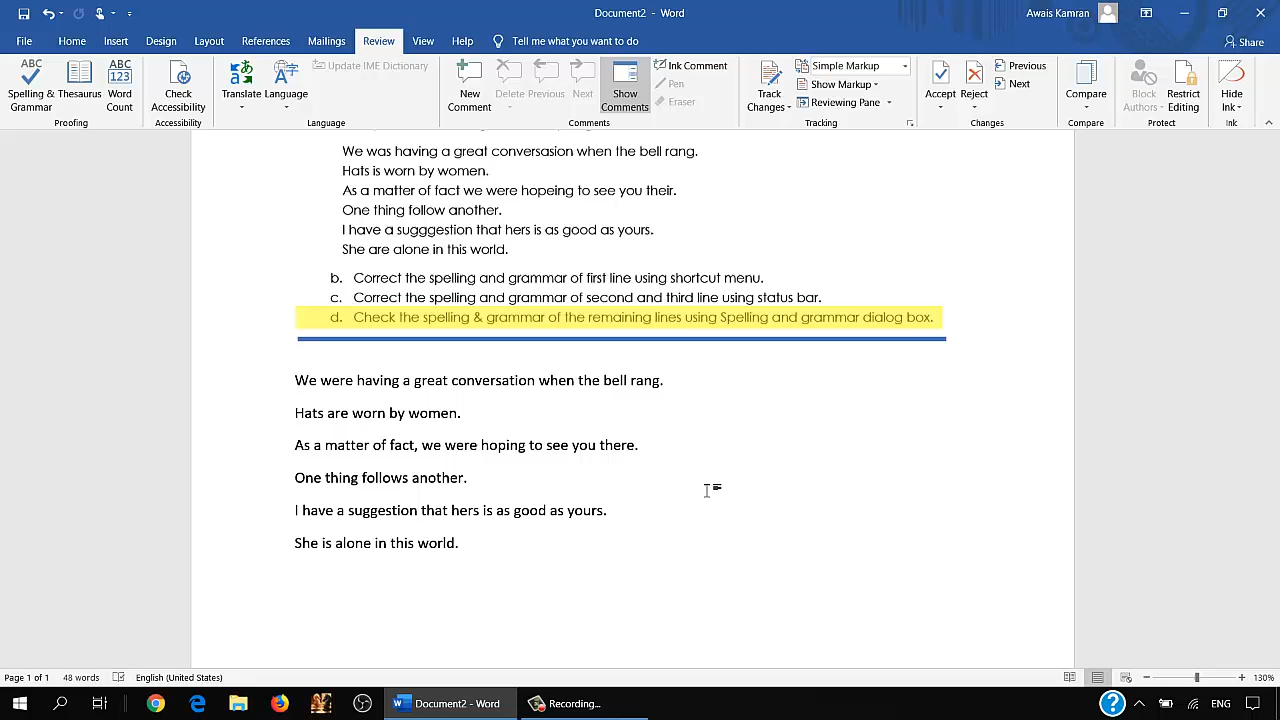 Document2 - Word
Awais Kamran
File Home Insert Design Layout References Mailings Review View Help Tell me what you want to do
Share
ABC
Spelling & Grammar
Thesaurus
ABC
123
Word Count
Proofing
Check Accessibility
Accessibility
Translate
Language
Update IME Dictionary
Language
New Comment
Delete
Previous
Next
Show Comments
Ink Comment
Pen
Eraser
Comments
Track Changes
Simple Markup
Show Markup
Reviewing Pane
Tracking
Accept
Reject
Previous
Next
Changes
Compare
Compare
Block Authors
Restrict Editing
Protect
Hide Ink
Ink
We was having a great conversasion when the bell rang.
Hats is worn by women.
As a matter of fact we were hopeing to see you their.
One thing follow another.
I have a sugggestion that hers is as good as yours.
She are alone in this world.
b. Correct the spelling and grammar of first line using shortcut menu.
c. Correct the spelling and grammar of second and third line using status bar.
d. Check the spelling & grammar of the remaining lines using Spelling and grammar dialog box.
We were having a great conversation when the bell rang.
Hats are worn by women.
As a matter of fact, we were hoping to see you there.
One thing follows another.
I have a suggestion that hers is as good as yours.
She is alone in this world.
Page 1 of 1 48 words English (United States) 130%
Document2 - Word
Recording...
ENG